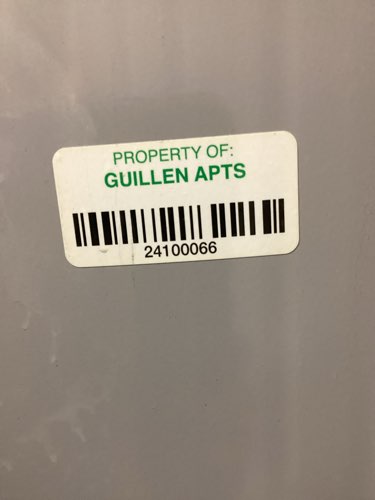 PROPERTY OF:
GUILLEN APTS
24100066